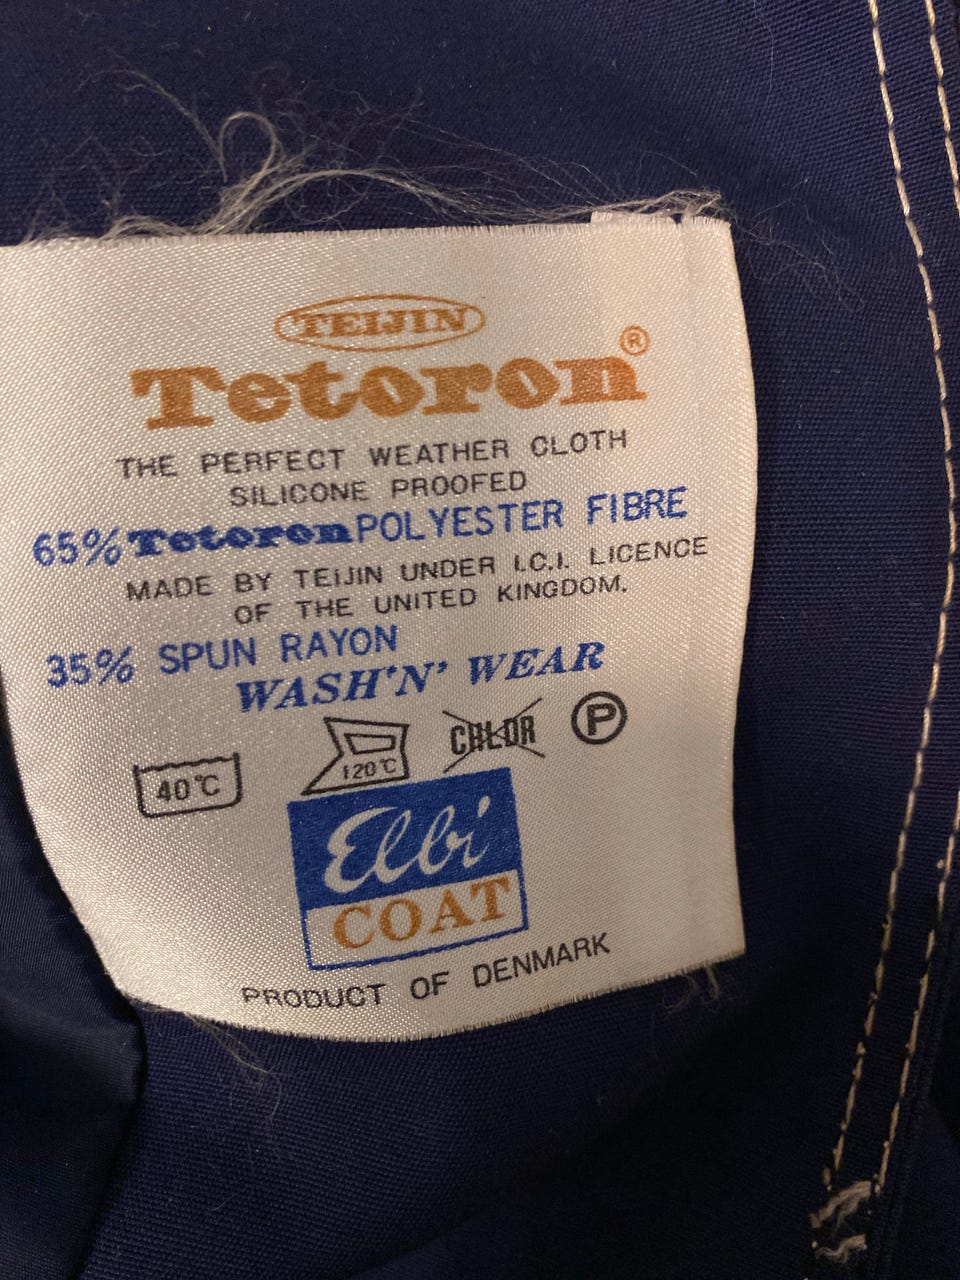 TEIJIN
Tetoron®
THE PERFECT WEATHER CLOTH
SILICONE PROOFED
65% Tetoron POLYESTER FIBRE
MADE BY TEIJIN UNDER I.C.I. LICENCE
OF THE UNITED KINGDOM.
35% SPUN RAYON
WASH'N' WEAR
40°C 120°C CHLOR P
Elbi
COAT
PRODUCT OF DENMARK